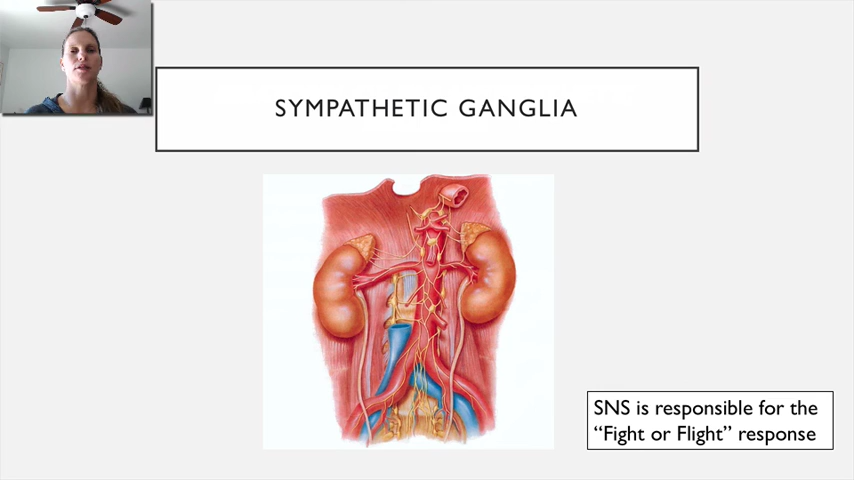 SYMPATHETIC GANGLIA
SNS is responsible for the
“Fight or Flight” response